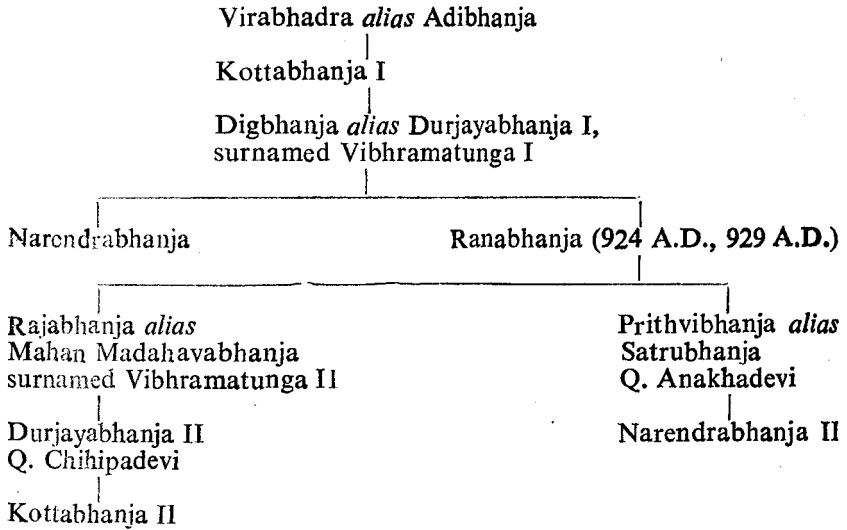 Virabhadra alias Adibhanja
Kottabhanja I
Digbhanja alias Durjayabhanja I,
surnamed Vibhramatunga I
Narendrabhanja
Ranabhanja (924 A.D., 929 A.D.)
Rajabhanja alias
Mahan Madahavabhanja
surnamed Vibhramatunga II
Prithvibhanja alias
Satrubhanja
Q. Anakhadevi
Durjayabhanja II
Q. Chihipadevi
Narendrabhanja II
Kottabhanja II